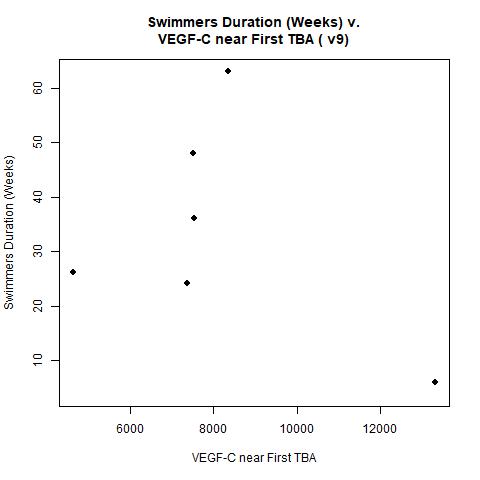 Swimmers Duration (Weeks) v.
VEGF-C near First TBA ( v9)
Swimmers Duration (Weeks)
60
50
40
30
20
10
6000 8000 10000 12000
VEGF-C near First TBA